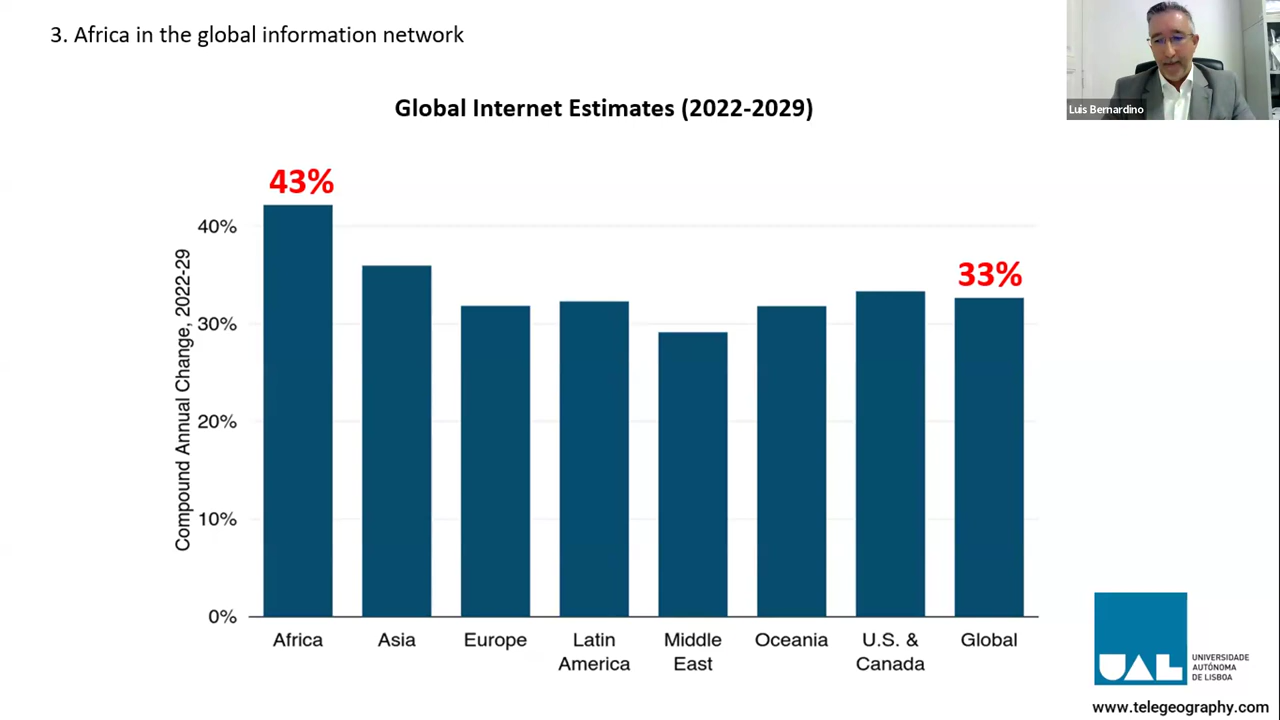 3. Africa in the global information network
Luis Bernardino
Global Internet Estimates (2022-2029)
43%
33%
Compound Annual Change, 2022-29
40%
30%
20%
10%
0%
Africa
Asia
Europe
Latin
America
Middle
East
Oceania
U.S. &
Canada
Global
UAL
UNIVERSIDADE
AUTÓNOMA
DE LISBOA
www.telegeography.com